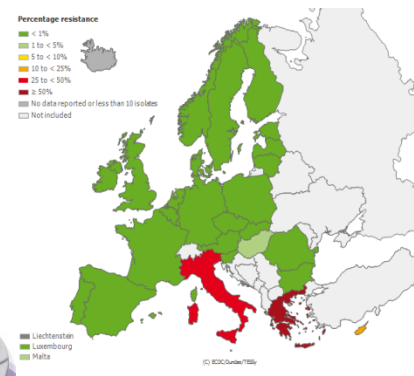 Percentage resistance
< 1%
1 to < 5%
5 to < 10%
10 to < 25%
25 to < 50%
≥ 50%
No data reported or less than 10 isolates
Not included
Liechtenstein
Luxembourg
Malta
(C) ECDC/Dundas/TESSy